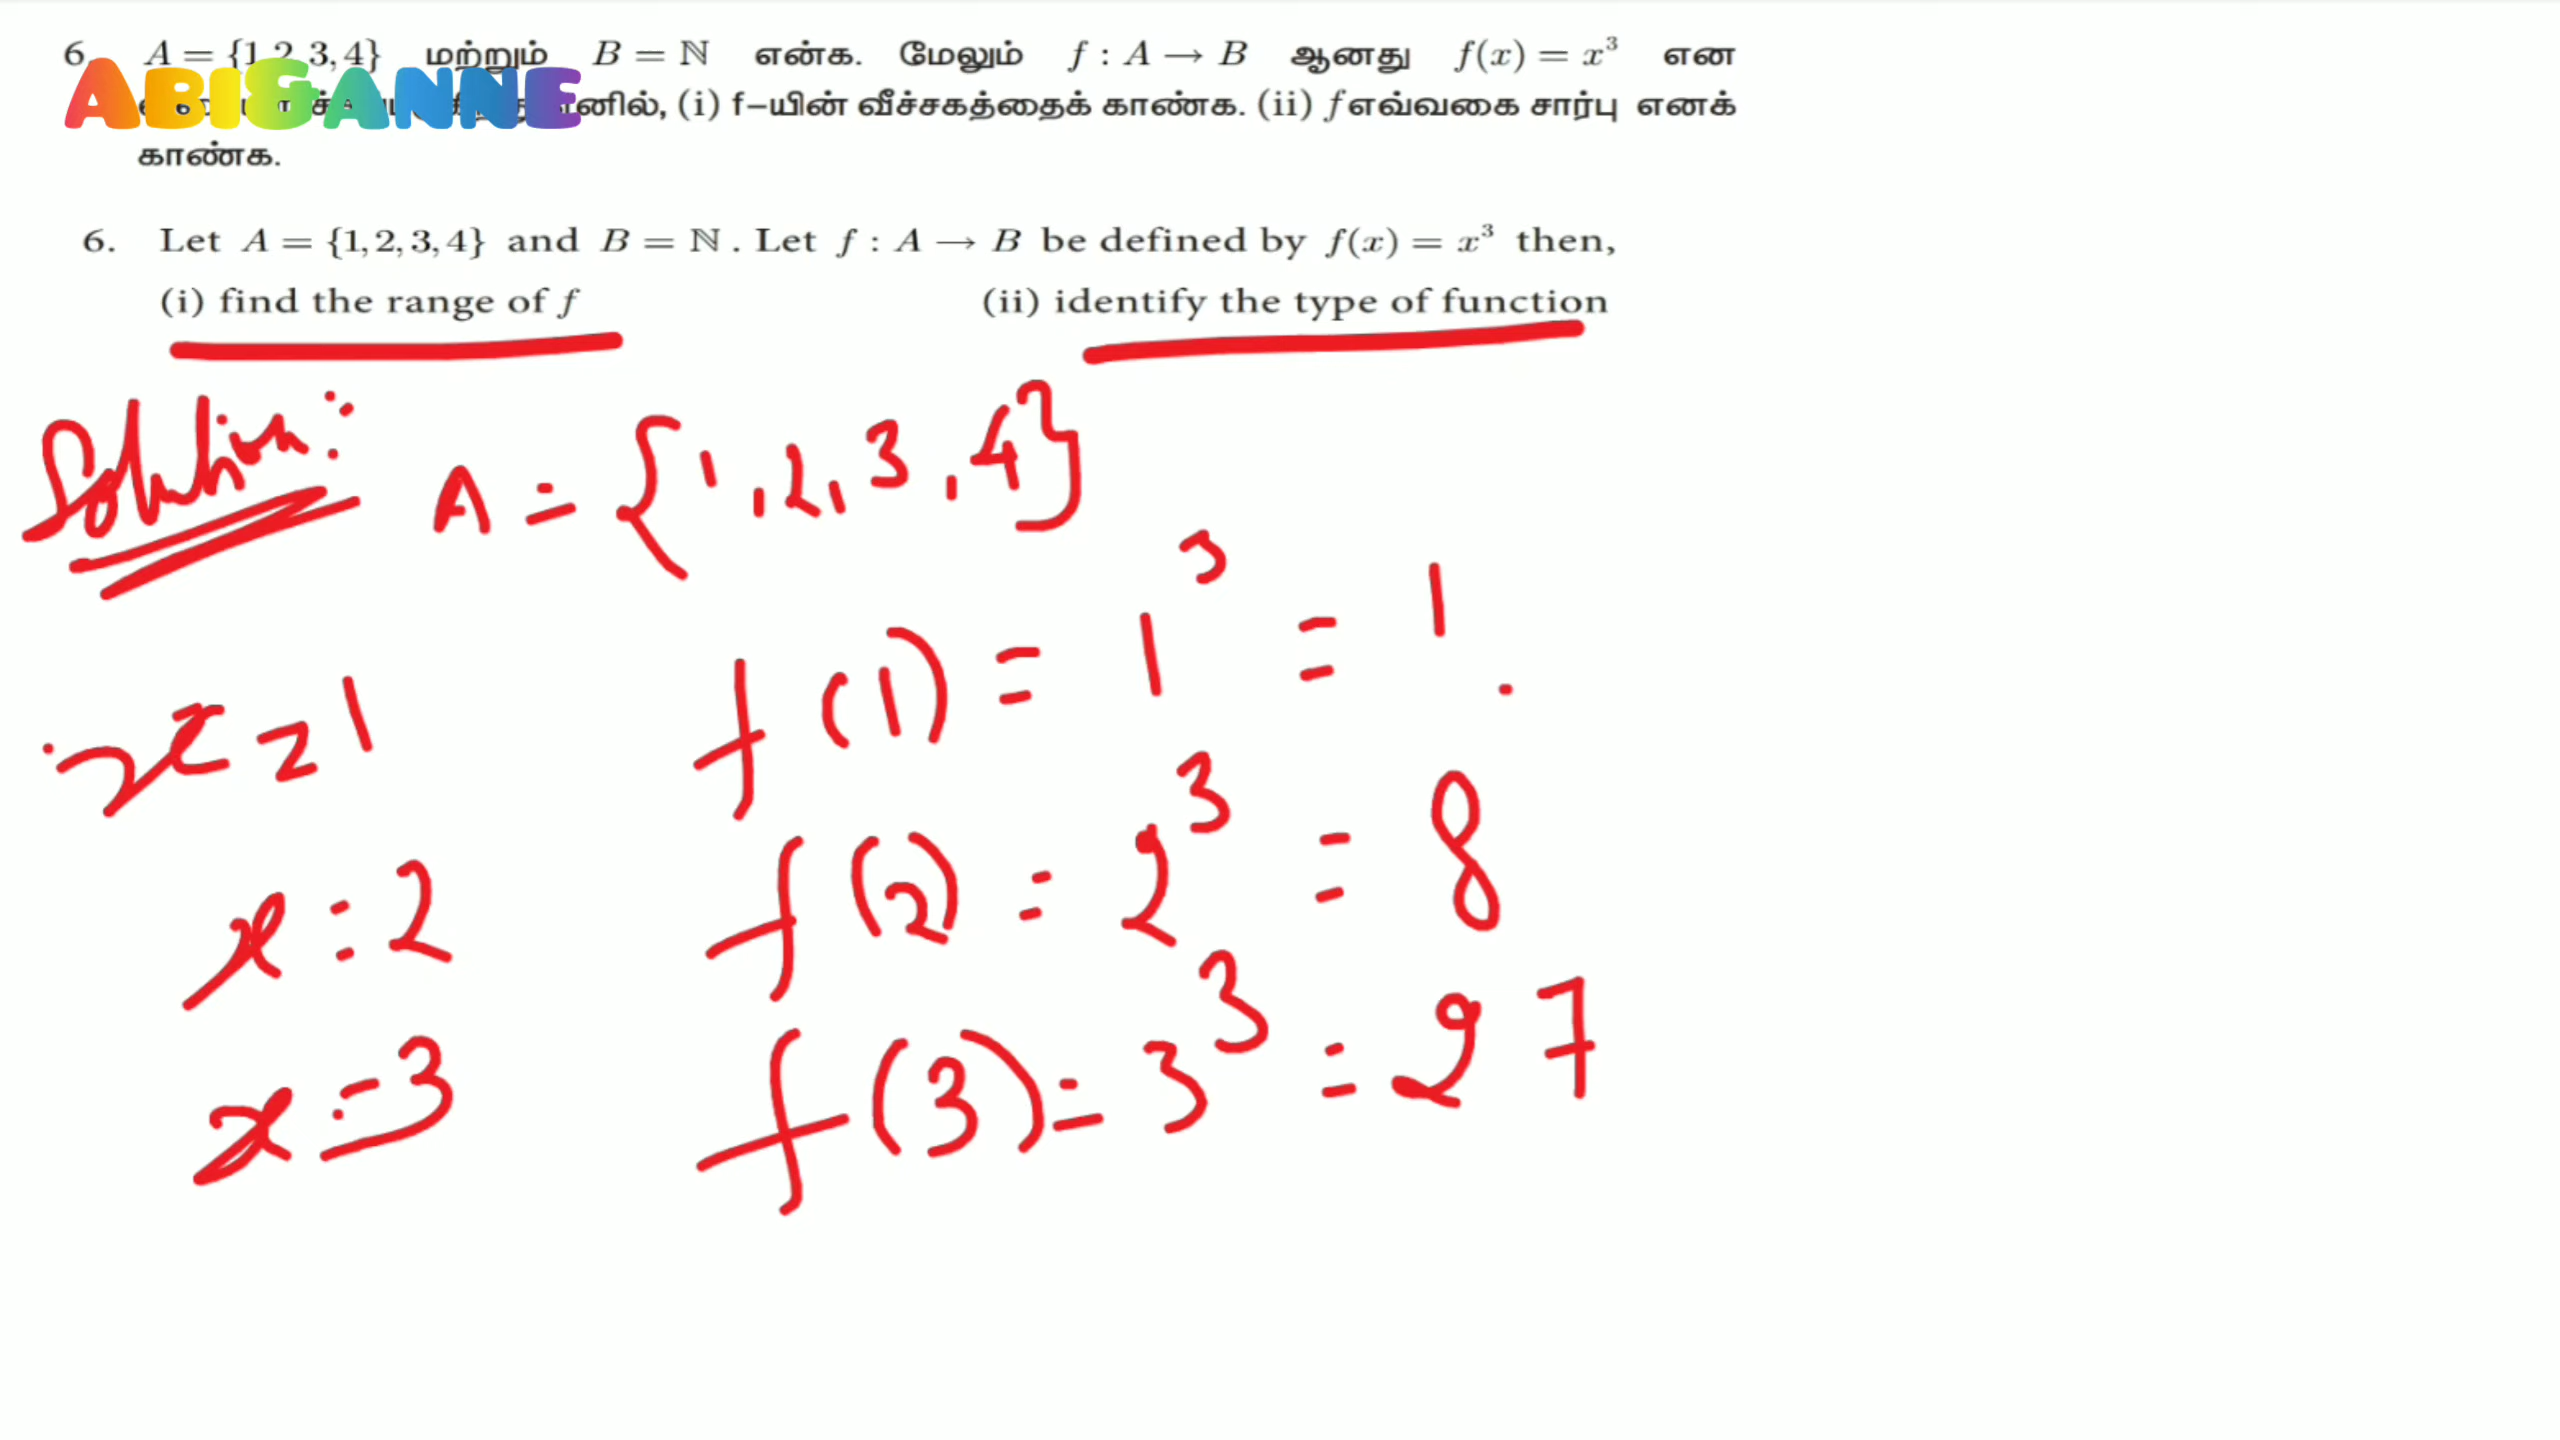 6. A = {1,2,3,4} மற்றும் B = ℕ என்க. மேலும் f : A → B ஆனது f(x) = x³ என
ABI&ANNE
(i) f–யின் வீச்சகத்தைக் காண்க. (ii) f எவ்வகை சார்பு எனக்
காண்க.
6. Let A = {1,2,3,4} and B = ℕ. Let f : A → B be defined by f(x) = x³ then,
(i) find the range of f (ii) identify the type of function
Solution:
A = {1,2,3,4}
x=1 f(1) = 1³ = 1.
x=2 f(2) = 2³ = 8
x=3 f(3) = 3³ = 27